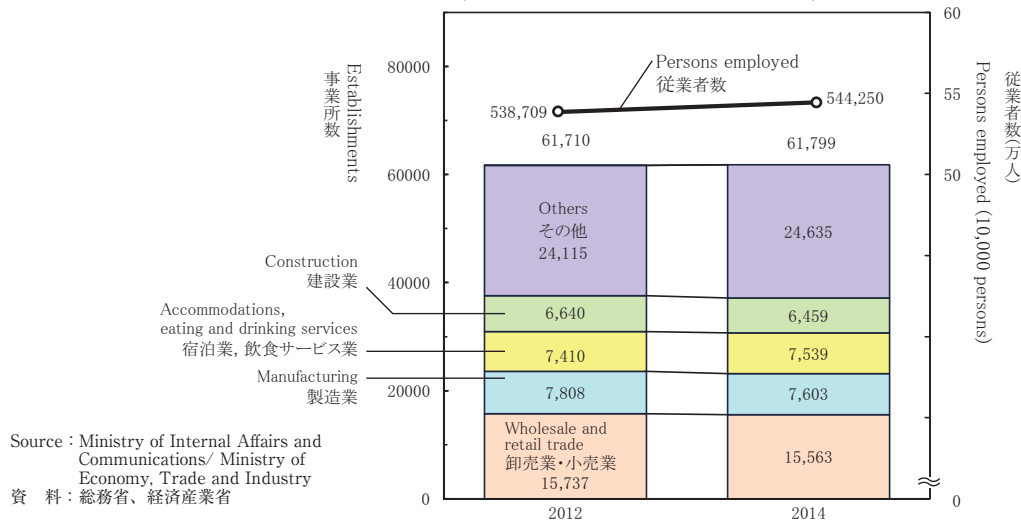 60
80000
Establishments
事業所数
Persons employed
従業者数
55
従業者数(万人)
Persons employed (10,000 persons)
538,709
544,250
61,710
61,799
60000
50
Others
その他
24,115
24,635
Construction
建設業
40000
6,640
6,459
Accommodations,
eating and drinking services
宿泊業, 飲食サービス業
7,410
7,539
Manufacturing
製造業
20000
7,808
7,603
Wholesale and
retail trade
卸売業・小売業
15,737
15,563
Source : Ministry of Internal Affairs and
Communications/ Ministry of
Economy, Trade and Industry
資 料 : 総務省、経済産業省
0
0
2012
2014